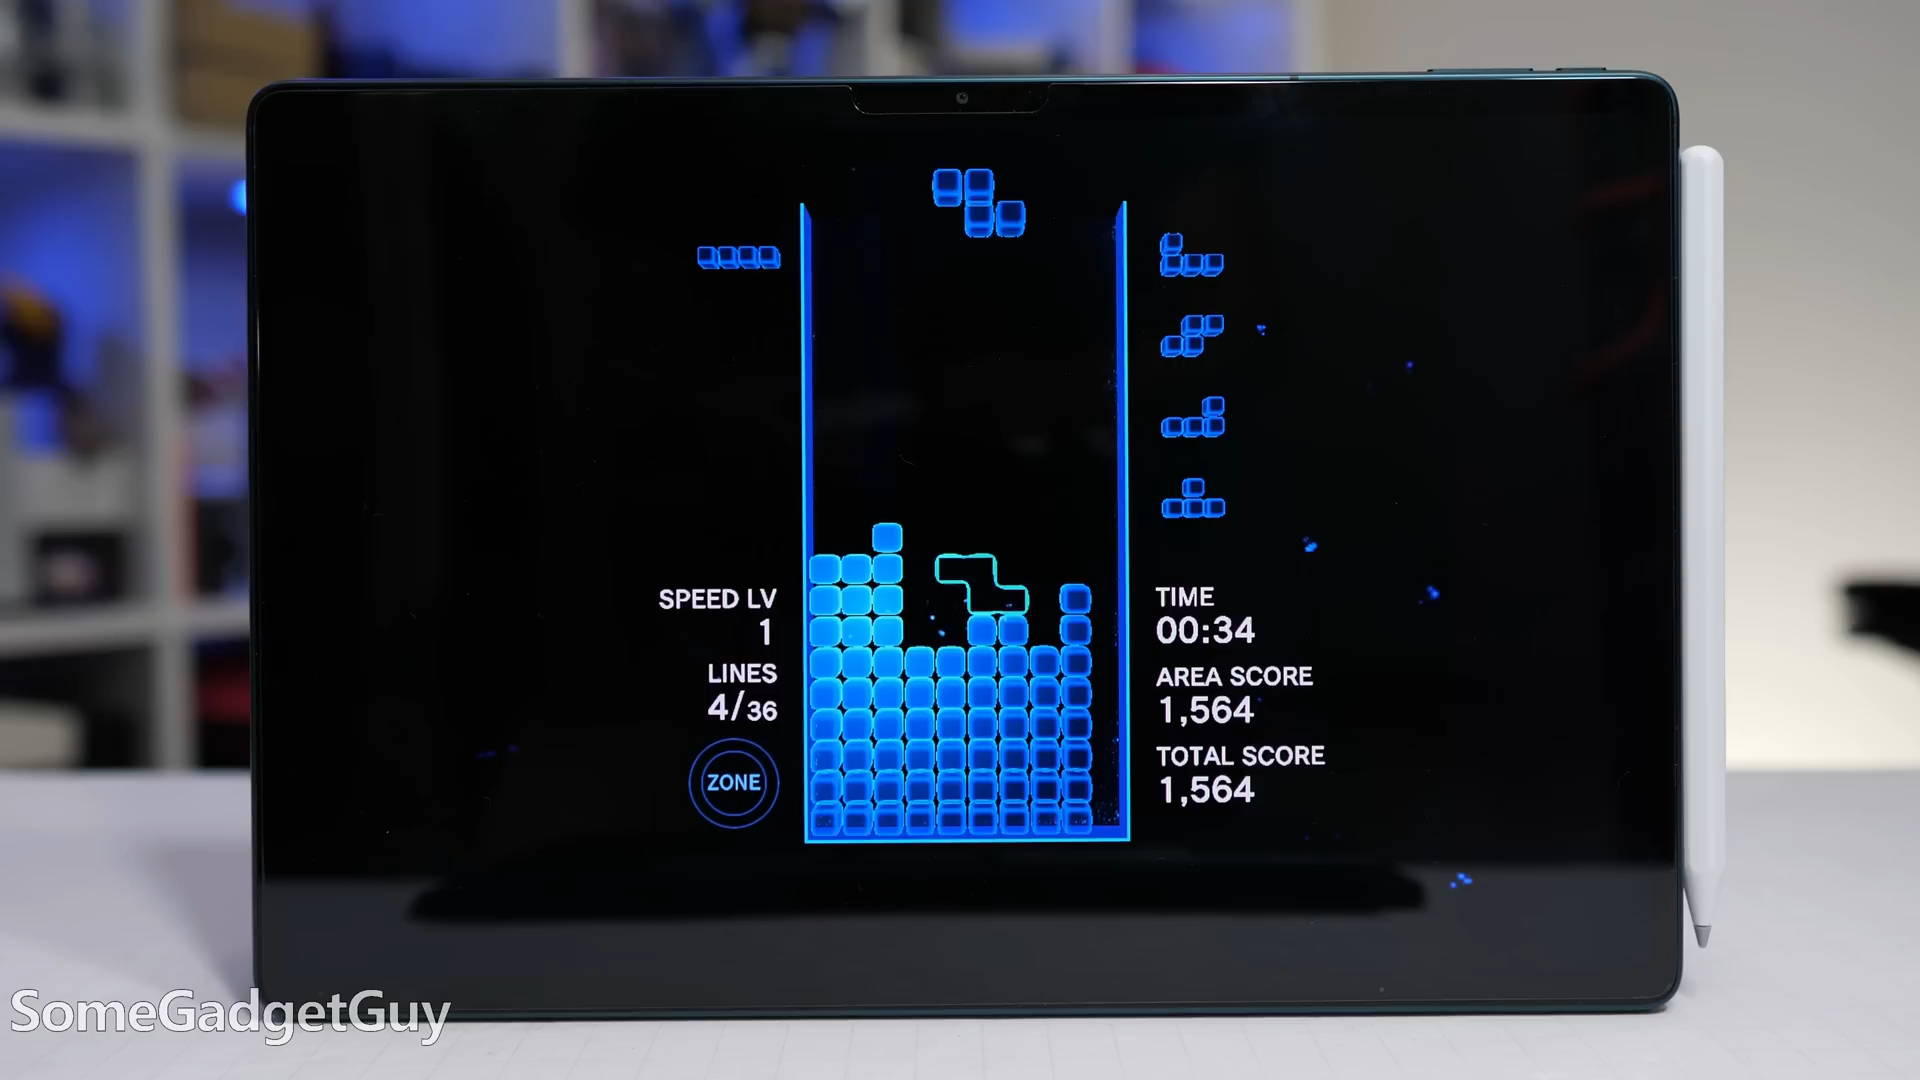 SPEED LV
1
LINES
4/36
ZONE
TIME
00:34
AREA SCORE
1,564
TOTAL SCORE
1,564
SomeGadgetGuy